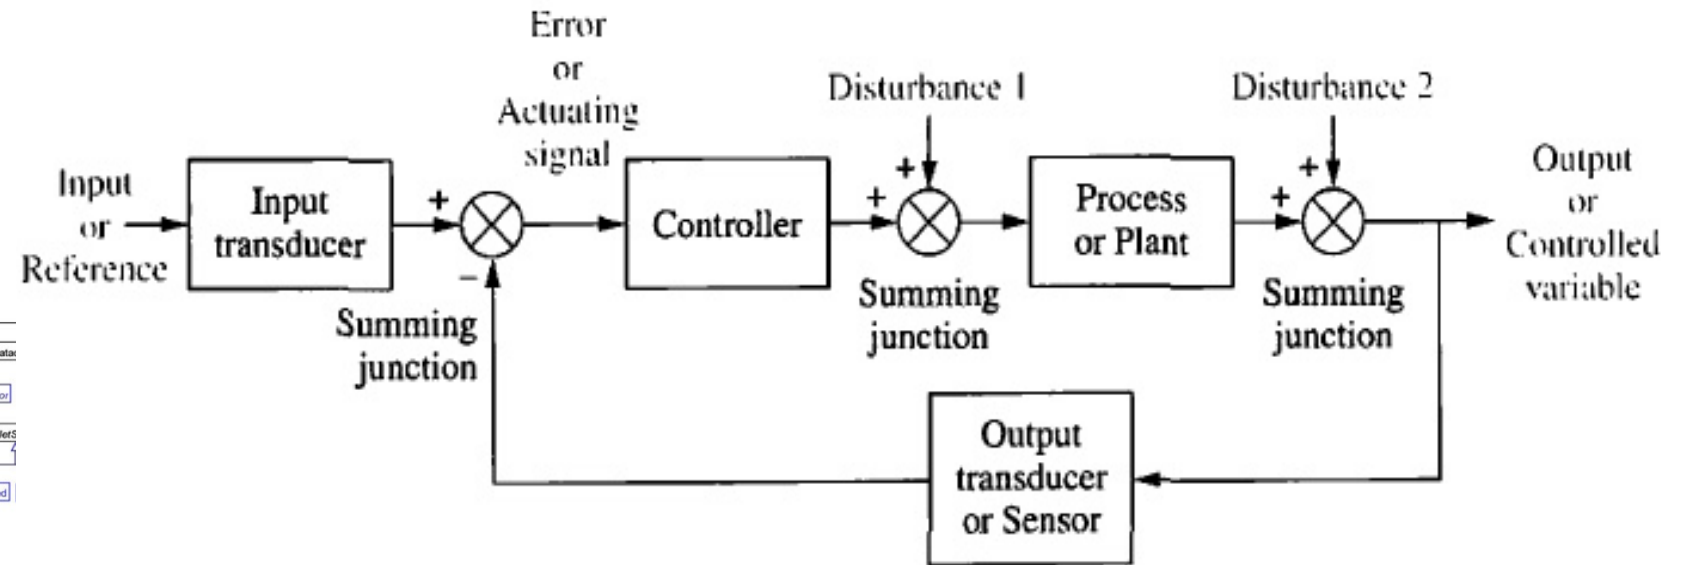 Error
or
Actuating
signal
Disturbance 1
Disturbance 2
Input
or
Reference
Input
transducer
+
−
Summing
junction
Controller
+
+
Summing
junction
Process
or Plant
+
+
Summing
junction
Output
or
Controlled
variable
Output
transducer
or Sensor